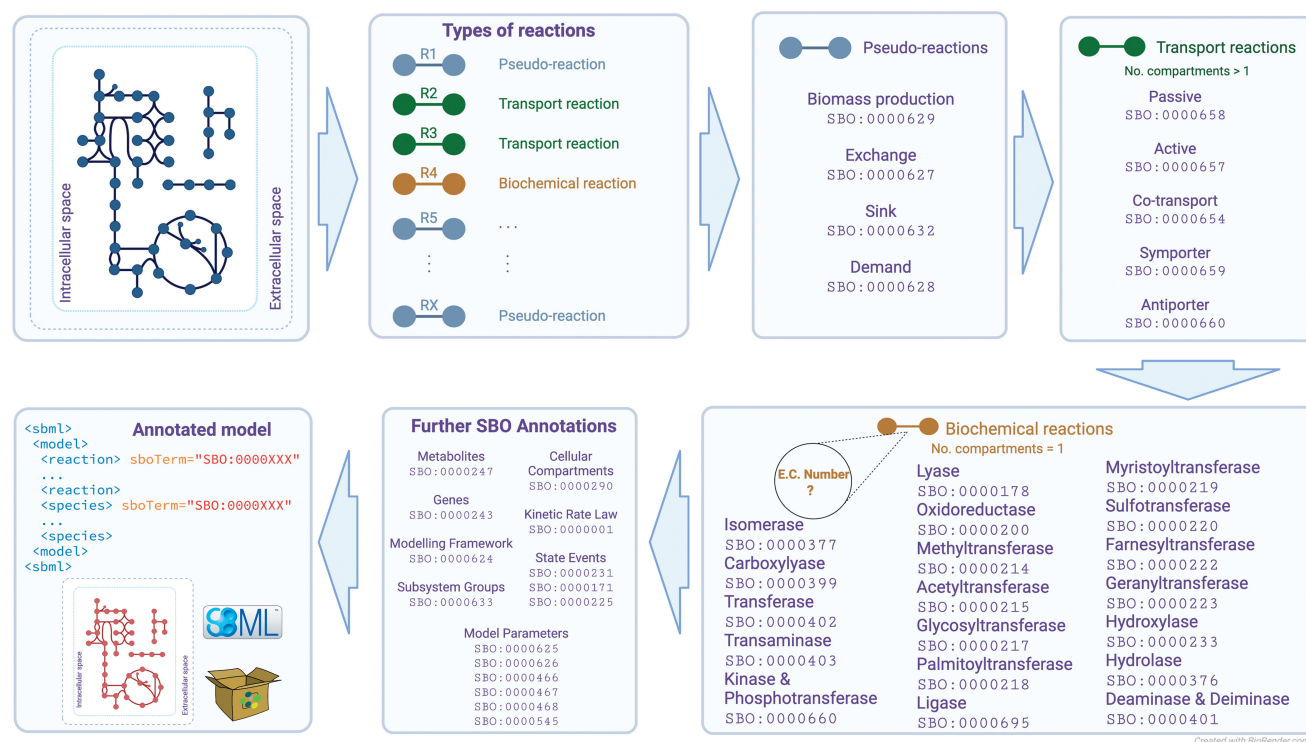 Intracellular space
Extracellular space
Types of reactions
R1
Pseudo-reaction
R2
Transport reaction
R3
Transport reaction
R4
Biochemical reaction
R5
...
RX
Pseudo-reaction
Pseudo-reactions
Biomass production
SBO:0000629
Exchange
SBO:0000627
Sink
SBO:0000632
Demand
SBO:0000628
Transport reactions
No. compartments > 1
Passive
SBO:0000658
Active
SBO:0000657
Co-transport
SBO:0000654
Symporter
SBO:0000659
Antiporter
SBO:0000660
Biochemical reactions
No. compartments = 1
E.C. Number
?
Isomerase
SBO:0000377
Carboxylyase
SBO:0000399
Transferase
SBO:0000402
Transaminase
SBO:0000403
Kinase &
Phosphotransferase
SBO:0000660
Lyase
SBO:0000178
Oxidoreductase
SBO:0000200
Methyltransferase
SBO:0000214
Acetyltransferase
SBO:0000215
Glycosyltransferase
SBO:0000217
Palmitoyltransferase
SBO:0000218
Ligase
SBO:0000695
Myristoyltransferase
SBO:0000219
Sulfotransferase
SBO:0000220
Farnesyltransferase
SBO:0000222
Geranyltransferase
SBO:0000223
Hydroxylase
SBO:0000233
Hydrolase
SBO:0000376
Deaminase & Deiminase
SBO:0000401
Further SBO Annotations
Metabolites
SBO:0000247
Genes
SBO:0000243
Modelling Framework
SBO:0000624
Subsystem Groups
SBO:0000633
Cellular
Compartments
SBO:0000290
Kinetic Rate Law
SBO:0000001
State Events
SBO:0000231
SBO:0000171
SBO:0000225
Model Parameters
SBO:0000625
SBO:0000626
SBO:0000466
SBO:0000467
SBO:0000468
SBO:0000545
Annotated model
<sbml>
<model>
<reaction> sboTerm="SBO:0000XXX"
...
<reaction>
<species> sboTerm="SBO:0000XXX"
...
<species>
<model>
<sbml>
Intracellular space
Extracellular space
SBML
Created with BioRender.com